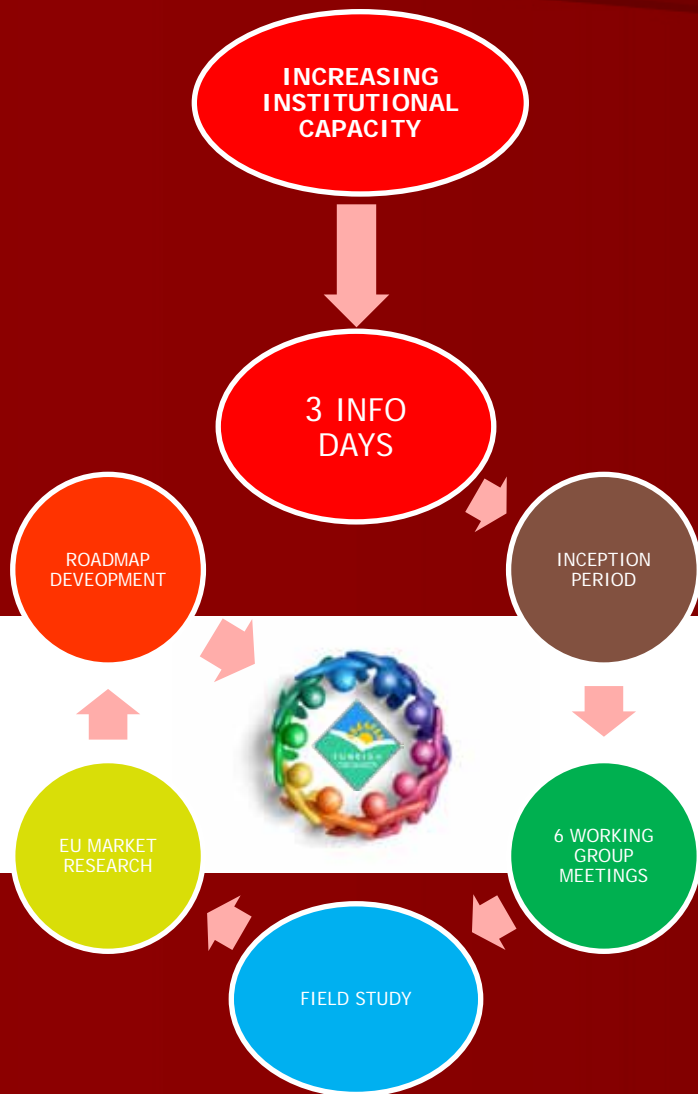 INCREASING
INSTITUTIONAL
CAPACITY
3 INFO
DAYS
INCEPTION
PERIOD
6 WORKING
GROUP
MEETINGS
FIELD STUDY
EU MARKET
RESEARCH
ROADMAP
DEVEOPMENT